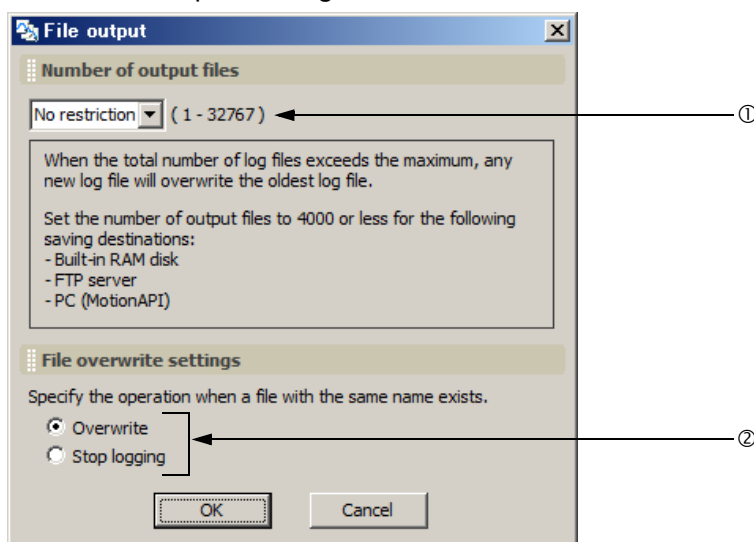 File output
Number of output files
No restriction ( 1 - 32767 )
①
When the total number of log files exceeds the maximum, any
new log file will overwrite the oldest log file.
Set the number of output files to 4000 or less for the following
saving destinations:
- Built-in RAM disk
- FTP server
- PC (MotionAPI)
File overwrite settings
Specify the operation when a file with the same name exists.
Overwrite
②
Stop logging
OK Cancel